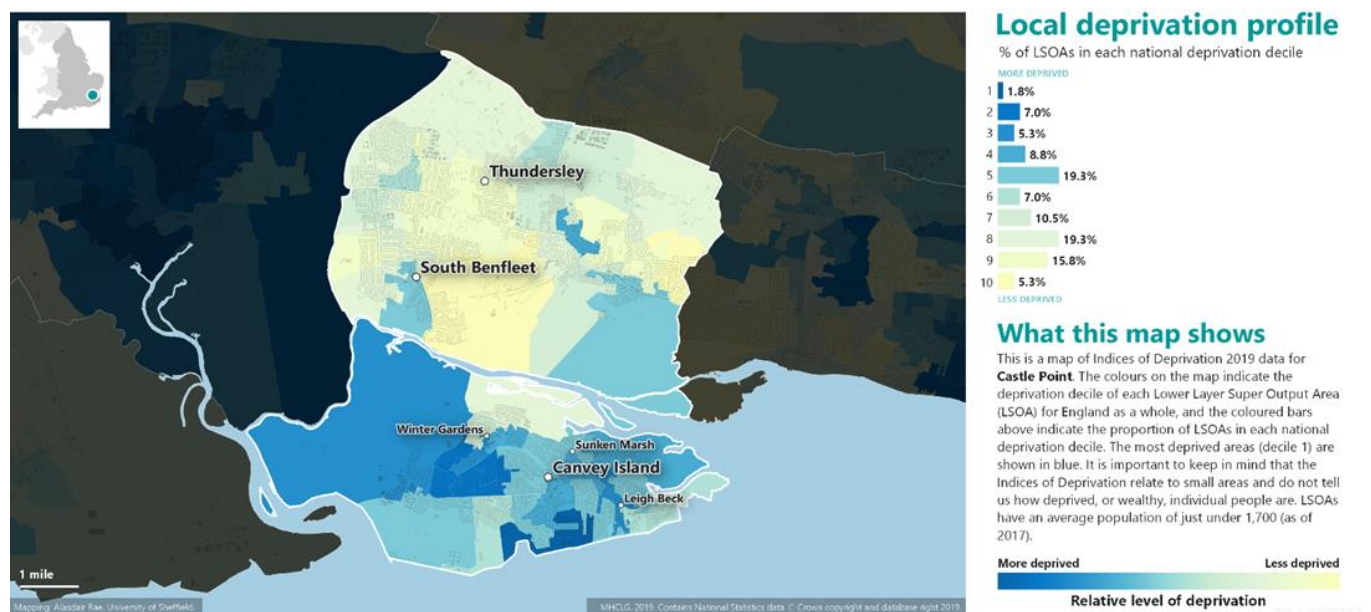 Local deprivation profile
% of LSOAs in each national deprivation decile
MORE DEPRIVED
1 1.8%
2 7.0%
3 5.3%
4 8.8%
5 19.3%
6 7.0%
7 10.5%
8 19.3%
9 15.8%
10 5.3%
LESS DEPRIVED
Thundersley
South Benfleet
Winter Gardens
Sunken Marsh
Canvey Island
Leigh Beck
1 mile
Mapping: Alasdair Rae, University of Sheffield.
MHCLG, 2019. Contains National Statistics data © Crown copyright and database right 2019.
What this map shows
This is a map of Indices of Deprivation 2019 data for
Castle Point. The colours on the map indicate the
deprivation decile of each Lower Layer Super Output Area
(LSOA) for England as a whole, and the coloured bars
above indicate the proportion of LSOAs in each national
deprivation decile. The most deprived areas (decile 1) are
shown in blue. It is important to keep in mind that the
Indices of Deprivation relate to small areas and do not tell
us how deprived, or wealthy, individual people are. LSOAs
have an average population of just under 1,700 (as of
2017).
More deprived Less deprived
Relative level of deprivation